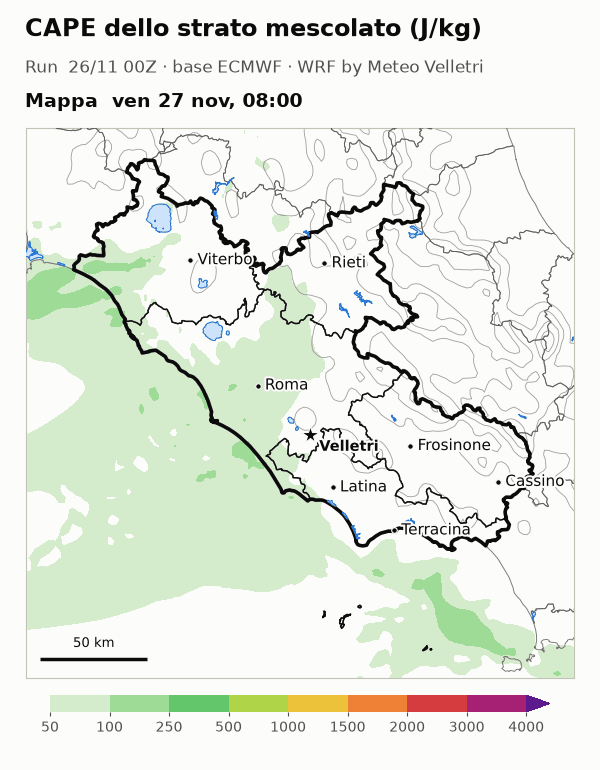 CAPE dello strato mescolato (J/kg)
Run  26/11 00Z · base ECMWF · WRF by Meteo Velletri
Mappa  ven 27 nov, 08:00
Viterbo
Rieti
Roma
Velletri
Frosinone
Cassino
Latina
Terracina
50 km
50 100 250 500 1000 1500 2000 3000 4000